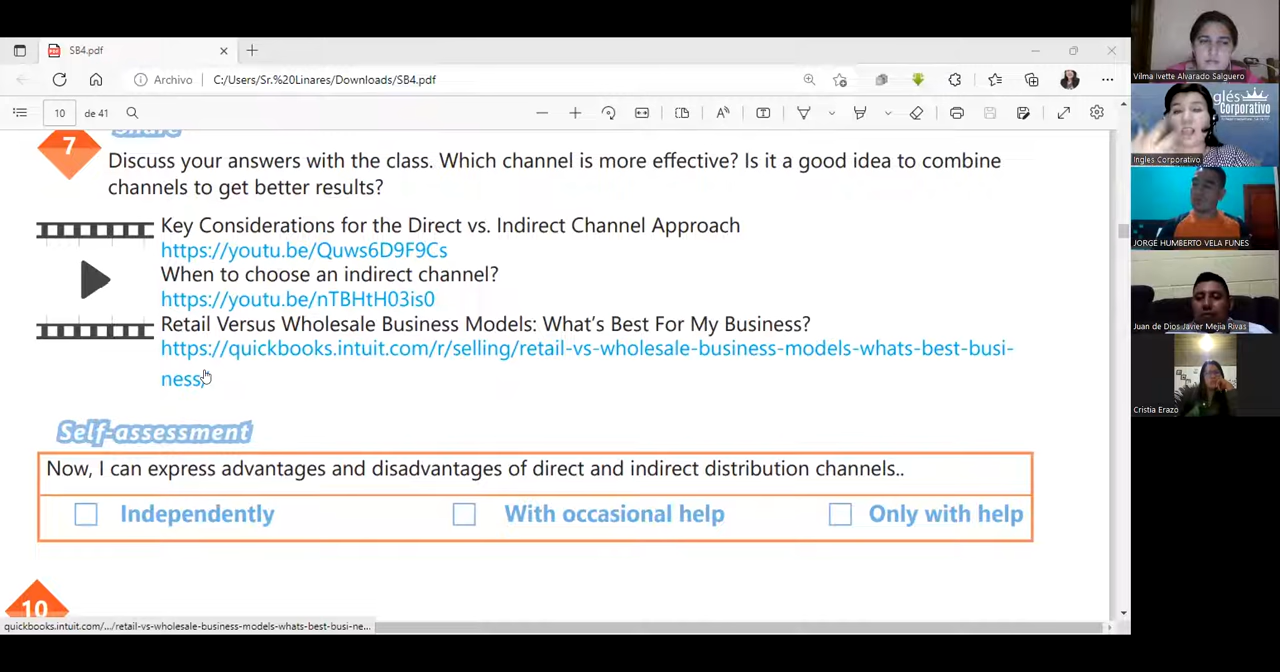 SB4.pdf
Archivo
C:/Users/Sr.%20Linares/Downloads/SB4.pdf
10
de 41
Share
7
Discuss your answers with the class. Which channel is more effective? Is it a good idea to combine
channels to get better results?
Key Considerations for the Direct vs. Indirect Channel Approach
https://youtu.be/Quws6D9F9Cs
When to choose an indirect channel?
https://youtu.be/nTBHtH03is0
Retail Versus Wholesale Business Models: What's Best For My Business?
https://quickbooks.intuit.com/r/selling/retail-vs-wholesale-business-models-whats-best-busi-
ness/
Self-assessment
Now, I can express advantages and disadvantages of direct and indirect distribution channels..
Independently
With occasional help
Only with help
10
quickbooks.intuit.com/.../retail-vs-wholesale-business-models-whats-best-busi-ne...
Vilma Ivette Alvarado Salguero
glés
Corporativo
Ingles Corporativo
JORGE HUMBERTO VELA FUNES
Juan de Dios Javier Mejia Rivas
Cristia Erazo